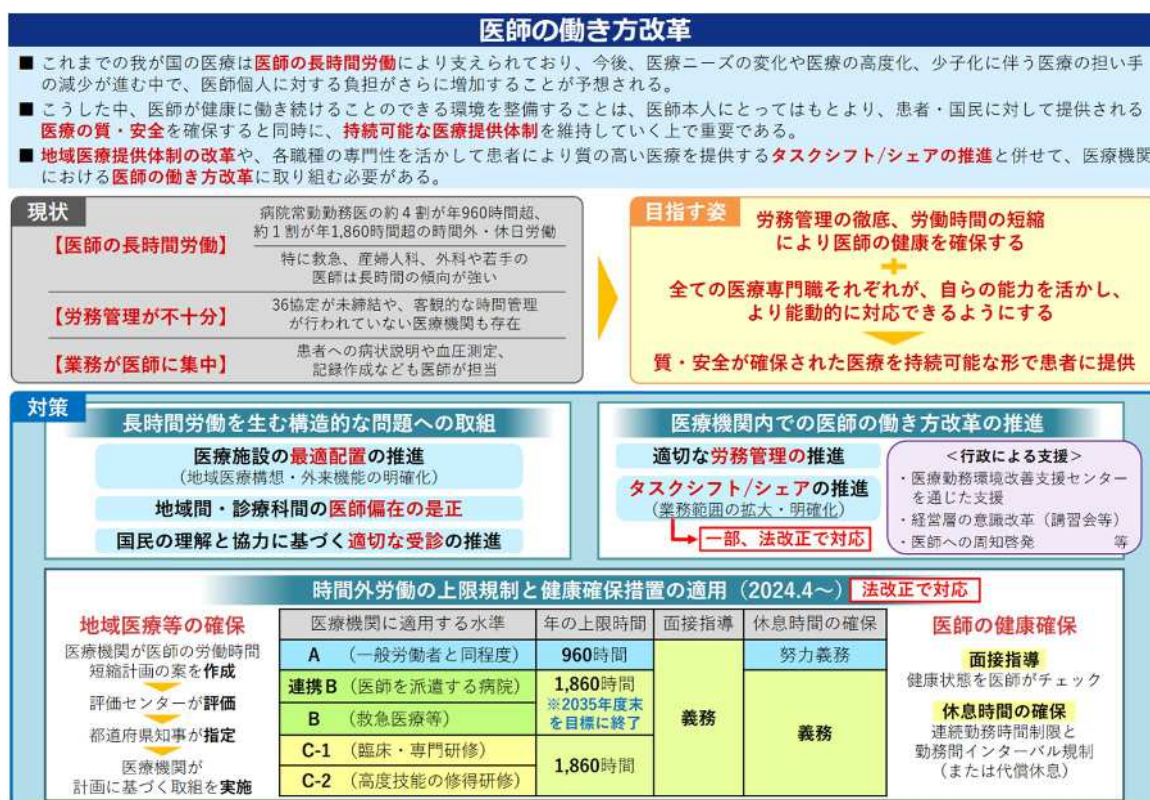 医師の働き方改革
■ これまでの我が国の医療は医師の長時間労働により支えられており、今後、医療ニーズの変化や医療の高度化、少子化に伴う医療の担い手
の減少が進む中で、医師個人に対する負担がさらに増加することが予想される。
■ こうした中、医師が健康に働き続けることのできる環境を整備することは、医師本人にとってはもとより、患者・国民に対して提供される
医療の質・安全を確保すると同時に、持続可能な医療提供体制を維持していく上で重要である。
■ 地域医療提供体制の改革や、各職種の専門性を活かして患者により質の高い医療を提供するタスクシフト/シェアの推進と併せて、医療機関
における医師の働き方改革に取り組む必要がある。
現状
【医師の長時間労働】
病院常勤勤務医の約4割が年960時間超、
約1割が年1,860時間超の時間外・休日労働
特に救急、産婦人科、外科や若手の
医師は長時間の傾向が強い
【労務管理が不十分】
36協定が未締結や、客観的な時間管理
が行われていない医療機関も存在
【業務が医師に集中】
患者への病状説明や血圧測定、
記録作成なども医師が担当
目指す姿
労務管理の徹底、労働時間の短縮
により医師の健康を確保する
+
全ての医療専門職それぞれが、自らの能力を活かし、
より能動的に対応できるようにする
質・安全が確保された医療を持続可能な形で患者に提供
対策
長時間労働を生む構造的な問題への取組
医療施設の最適配置の推進
(地域医療構想・外来機能の明確化)
地域間・診療科間の医師偏在の是正
国民の理解と協力に基づく適切な受診の推進
医療機関内での医師の働き方改革の推進
適切な労務管理の推進
タスクシフト/シェアの推進
(業務範囲の拡大・明確化)
一部、法改正で対応
<行政による支援>
・医療勤務環境改善支援センター
を通じた支援
・経営層の意識改革(講習会等)
・医師への周知啓発 等
時間外労働の上限規制と健康確保措置の適用(2024.4~) 法改正で対応
地域医療等の確保
医療機関が医師の労働時間
短縮計画の案を作成
評価センターが評価
都道府県知事が指定
医療機関が
計画に基づく取組を実施
医療機関に適用する水準 年の上限時間 面接指導 休息時間の確保
A (一般労働者と同程度) 960時間 努力義務
連携B (医師を派遣する病院) 1,860時間
※2035年度末
を目標に終了
B (救急医療等)
義務 義務
C-1 (臨床・専門研修) 1,860時間
C-2 (高度技能の修得研修)
医師の健康確保
面接指導
健康状態を医師がチェック
休息時間の確保
連続勤務時間制限と
勤務間インターバル規制
(または代償休息)